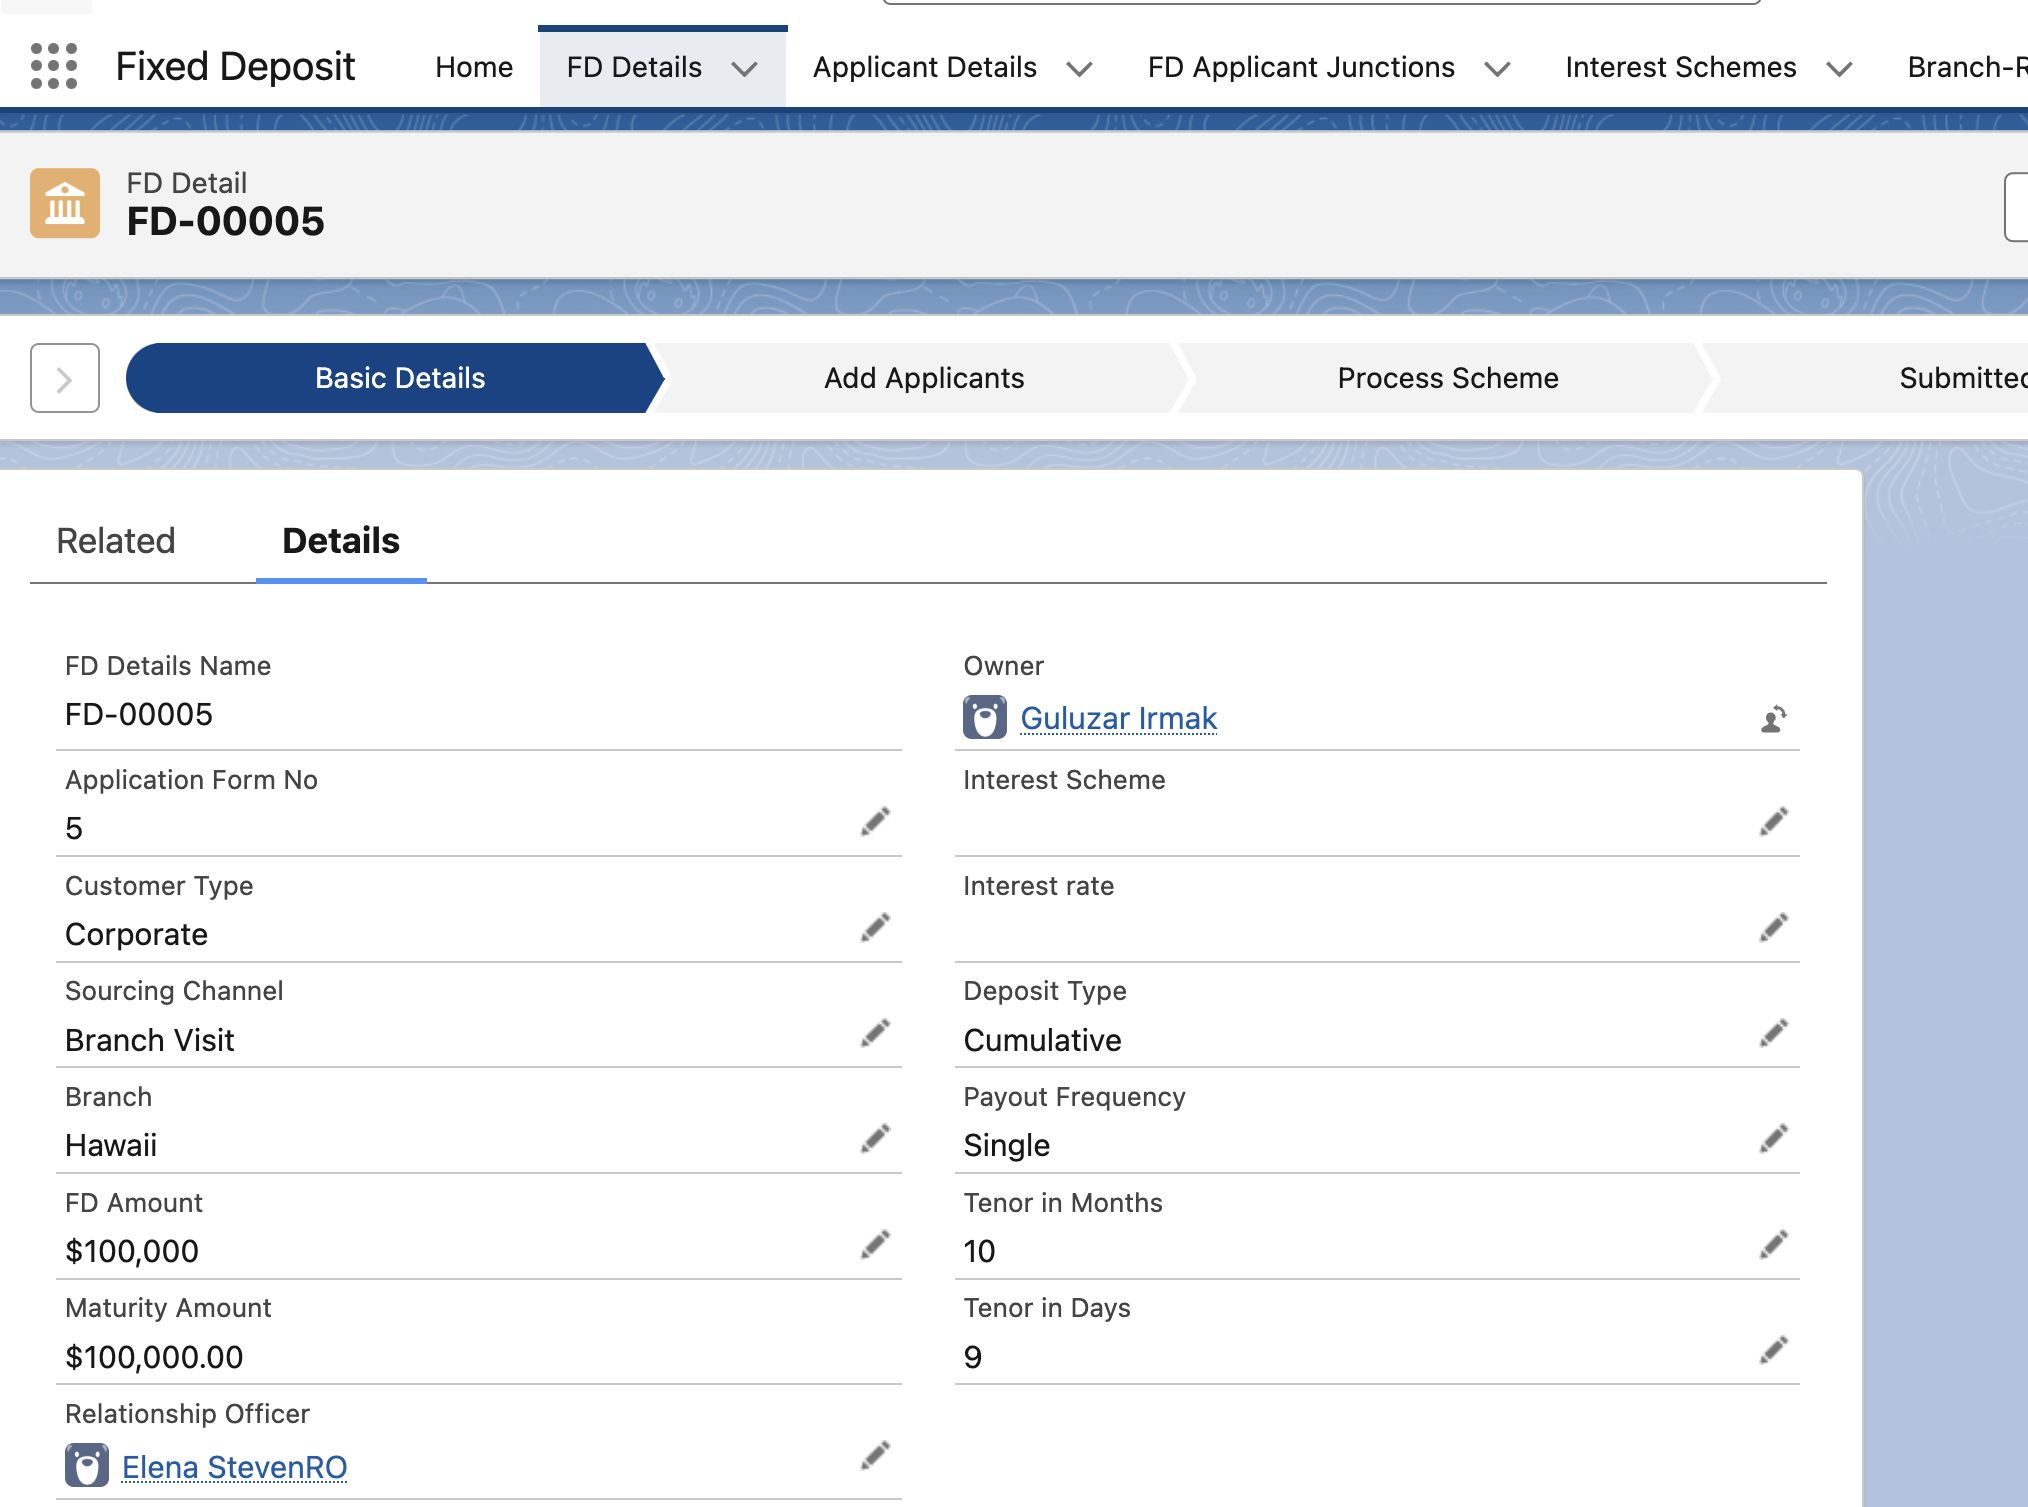 Fixed Deposit
Home
FD Details
Applicant Details
FD Applicant Junctions
Interest Schemes
Branch-R
FD Detail
FD-00005
Basic Details
Add Applicants
Process Scheme
Submitted
Related
Details
FD Details Name
FD-00005
Owner
Guluzar Irmak
Application Form No
5
Interest Scheme
Customer Type
Corporate
Interest rate
Sourcing Channel
Branch Visit
Deposit Type
Cumulative
Branch
Hawaii
Payout Frequency
Single
FD Amount
$100,000
Tenor in Months
10
Maturity Amount
$100,000.00
Tenor in Days
9
Relationship Officer
Elena StevenRO